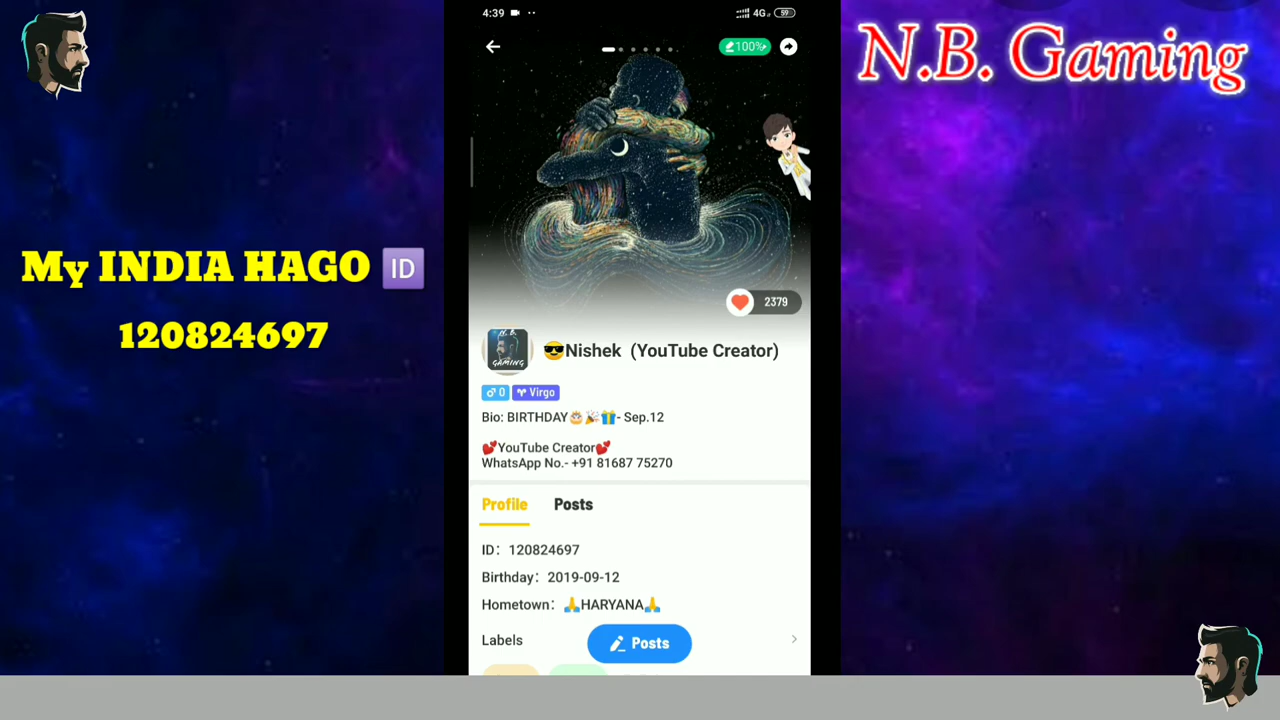 4:39
4G
59
100%
N.B. Gaming
My INDIA HAGO 🆔
120824697
2379
N. B.
GAMING
😎Nishek (YouTube Creator)
♂ 0
♈ Virgo
Bio: BIRTHDAY🎂🎉🎁- Sep.12
💕YouTube Creator💕
WhatsApp No.- +91 81687 75270
Profile
Posts
ID: 120824697
Birthday: 2019-09-12
Hometown: 🙏HARYANA🙏
Labels
Posts